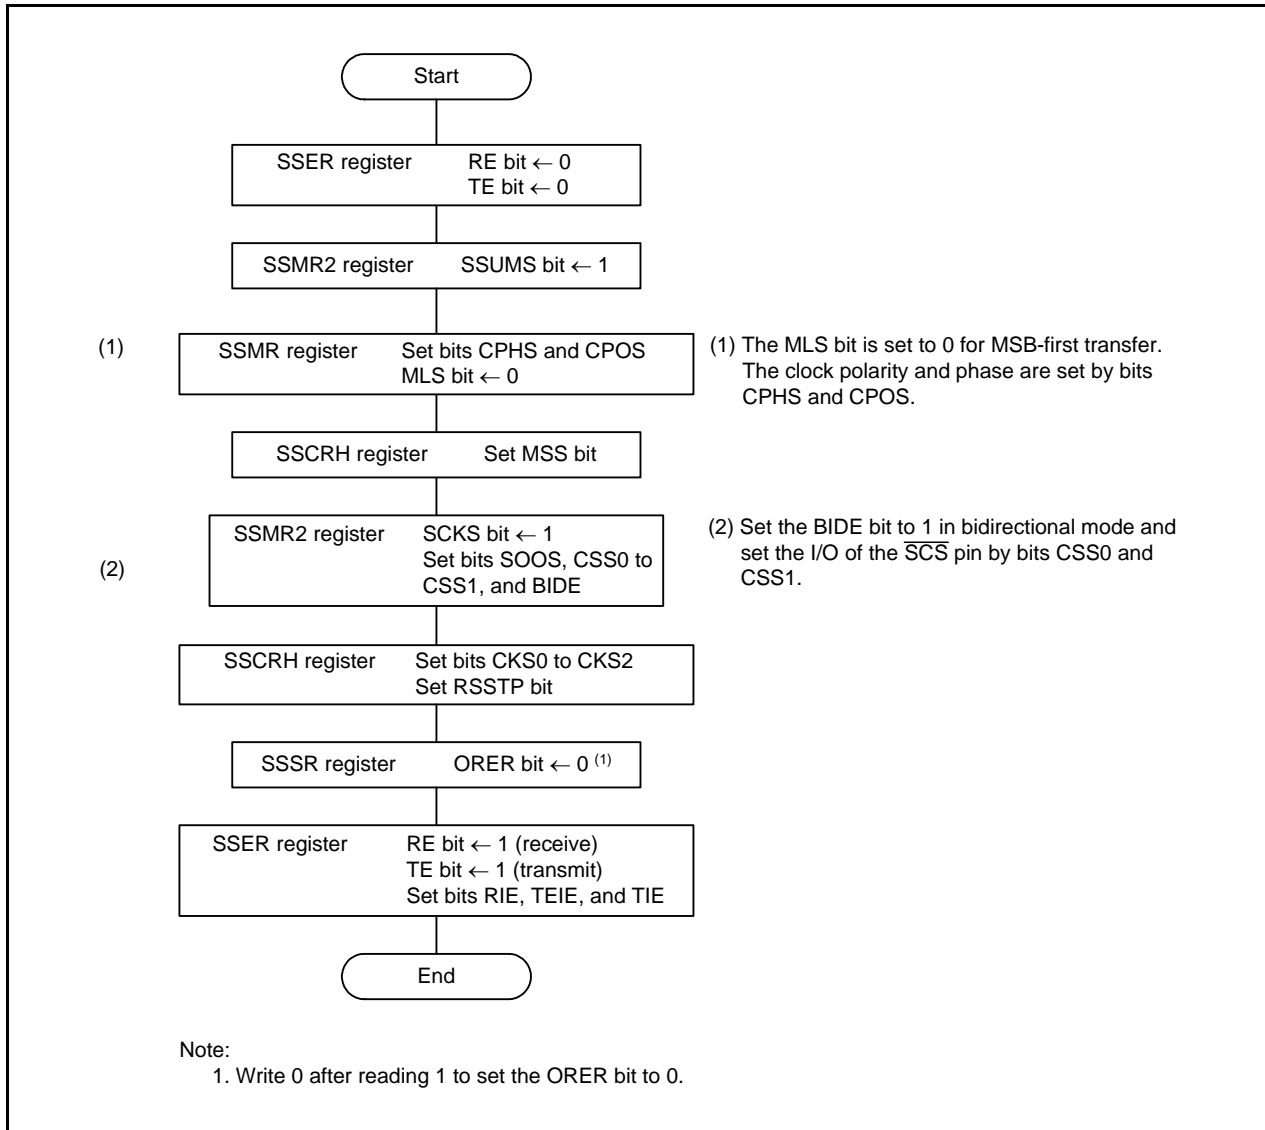 Start
SSER register RE bit ← 0
TE bit ← 0
SSMR2 register SSUMS bit ← 1
(1) SSMR register Set bits CPHS and CPOS
MLS bit ← 0
(1) The MLS bit is set to 0 for MSB-first transfer.
The clock polarity and phase are set by bits
CPHS and CPOS.
SSCRH register Set MSS bit
(2) SSMR2 register SCKS bit ← 1
Set bits SOOS, CSS0 to
CSS1, and BIDE
(2) Set the BIDE bit to 1 in bidirectional mode and
set the I/O of the S̅C̅S̅ pin by bits CSS0 and
CSS1.
SSCRH register Set bits CKS0 to CKS2
Set RSSTP bit
SSSR register ORER bit ← 0 (1)
SSER register RE bit ← 1 (receive)
TE bit ← 1 (transmit)
Set bits RIE, TEIE, and TIE
End
Note:
1. Write 0 after reading 1 to set the ORER bit to 0.